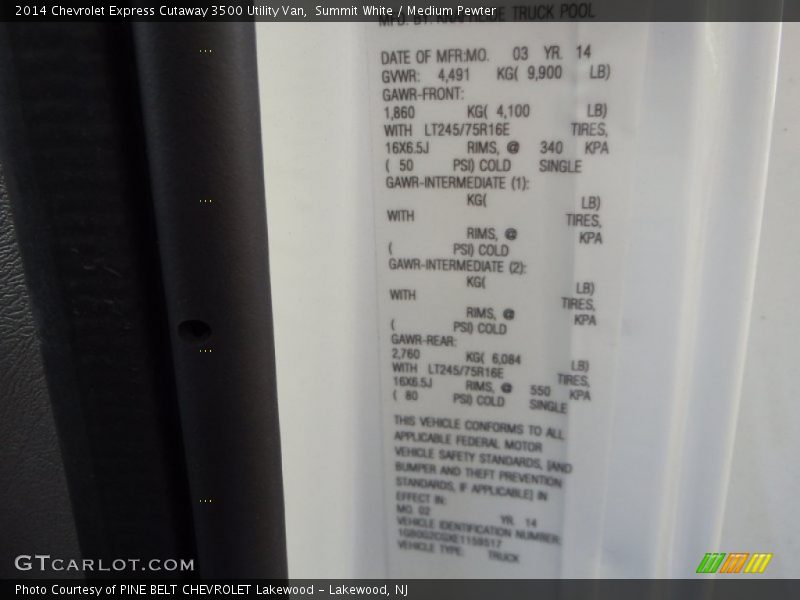 2014 Chevrolet Express Cutaway 3500 Utility Van, Summit White / Medium Pewter
MFD. BY: KNAPHEIDE TRUCK POOL
DATE OF MFR:MO. 03 YR. 14
GVWR: 4,491 KG( 9,900 LB)
GAWR-FRONT:
1,860 KG( 4,100 LB)
WITH LT245/75R16E TIRES,
16X6.5J RIMS, @ 340 KPA
( 50 PSI) COLD SINGLE
GAWR-INTERMEDIATE (1):
KG( LB)
WITH TIRES,
RIMS, @ KPA
( PSI) COLD
GAWR-INTERMEDIATE (2):
KG( LB)
WITH TIRES,
RIMS, @ KPA
( PSI) COLD
GAWR-REAR:
2,760 KG( 6,084 LB)
WITH LT245/75R16E TIRES,
16X6.5J RIMS, @ 550 KPA
( 80 PSI) COLD SINGLE
THIS VEHICLE CONFORMS TO ALL
APPLICABLE FEDERAL MOTOR
VEHICLE SAFETY STANDARDS, [AND
BUMPER AND THEFT PREVENTION
STANDARDS, IF APPLICABLE] IN
EFFECT IN:
MO. 02 YR. 14
VEHICLE IDENTIFICATION NUMBER:
VEHICLE TYPE: TRUCK
GTCARLOT.COM
Photo Courtesy of PINE BELT CHEVROLET Lakewood - Lakewood, NJ